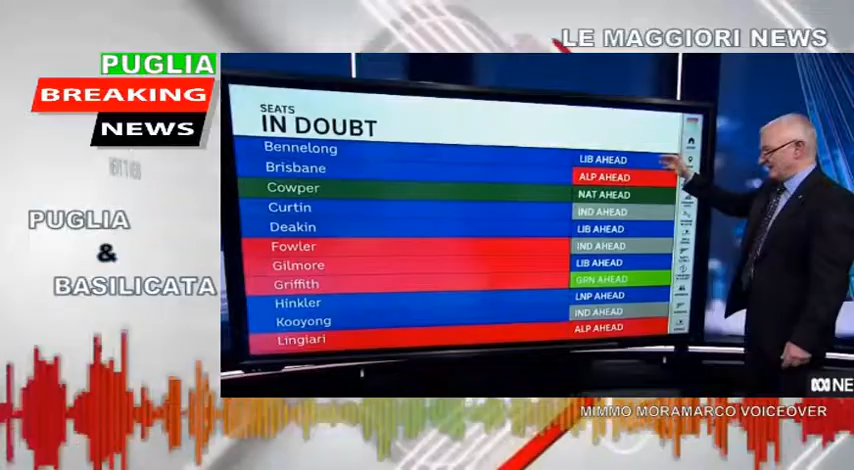 LE MAGGIORI NEWS
PUGLIA
BREAKING
NEWS
PUGLIA
&
BASILICATA
SEATS
IN DOUBT
Bennelong LIB AHEAD
Brisbane ALP AHEAD
Cowper NAT AHEAD
Curtin IND AHEAD
Deakin LIB AHEAD
Fowler IND AHEAD
Gilmore LIB AHEAD
Griffith GRN AHEAD
Hinkler LNP AHEAD
Kooyong IND AHEAD
Lingiari ALP AHEAD
NE
MIMMO MORAMARCO VOICEOVER